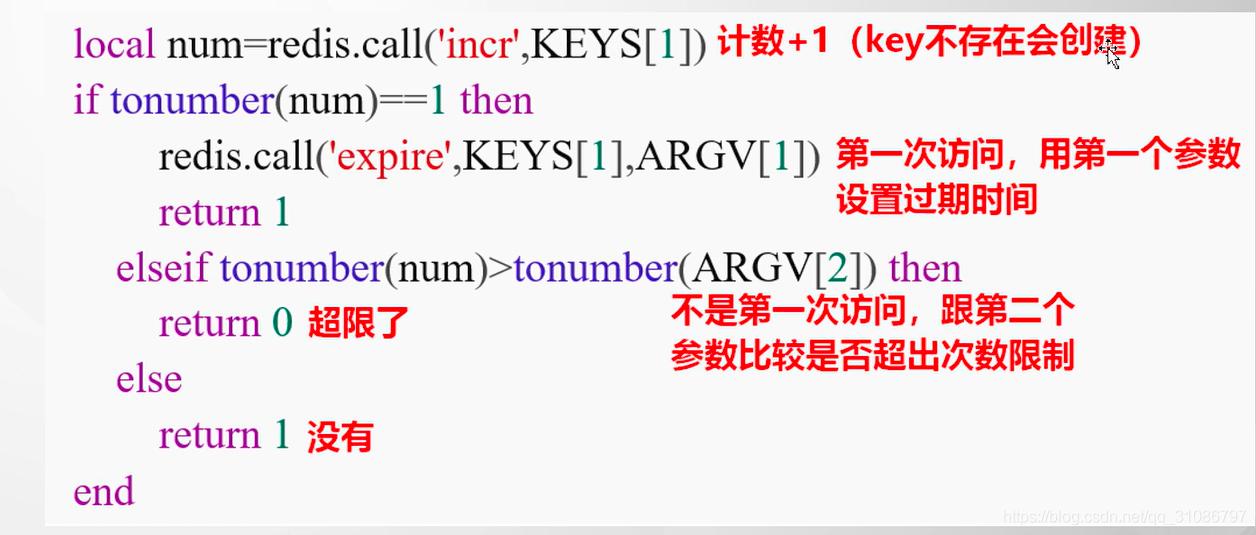 local num=redis.call('incr',KEYS[1]) 计数+1（key不存在会创建）
if tonumber(num)==1 then
redis.call('expire',KEYS[1],ARGV[1]) 第一次访问，用第一个参数
设置过期时间
return 1
elseif tonumber(num)>tonumber(ARGV[2]) then
不是第一次访问，跟第二个
return 0 超限了
参数比较是否超出次数限制
else
return 1 没有
end
https://blog.csdn.net/qq_31086797